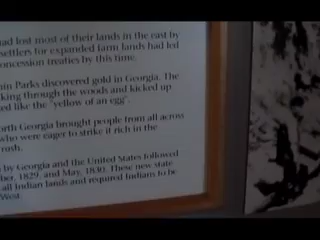 had lost most of their lands in the east by
settlers for expanded farm lands had led
concession treaties by this time.
min Parks discovered gold in Georgia. The
king through the woods and kicked up
ked like the "yellow of an egg".
orth Georgia brought people from all across
who were eager to strike it rich in the
rush.
by Georgia and the United States followed
ber, 1829, and May, 1830. These new state
all Indian lands and required Indians to be
West.